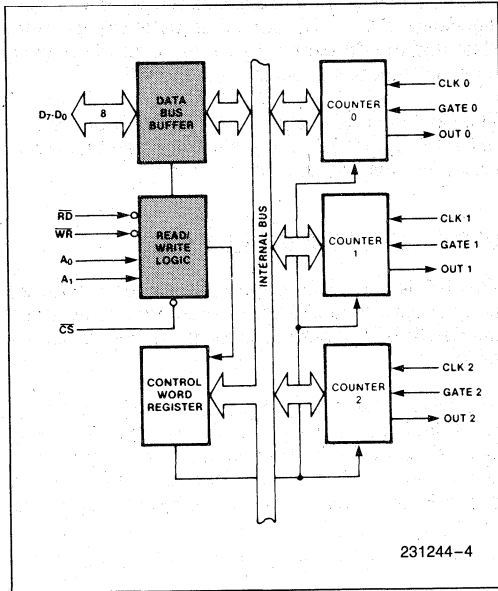 DATA
BUS
BUFFER
D7-D0
8
RD
WR
A0
A1
READ/
WRITE
LOGIC
CS
CONTROL
WORD
REGISTER
INTERNAL BUS
COUNTER
0
CLK 0
GATE 0
OUT 0
COUNTER
1
CLK 1
GATE 1
OUT 1
COUNTER
2
CLK 2
GATE 2
OUT 2
231244-4